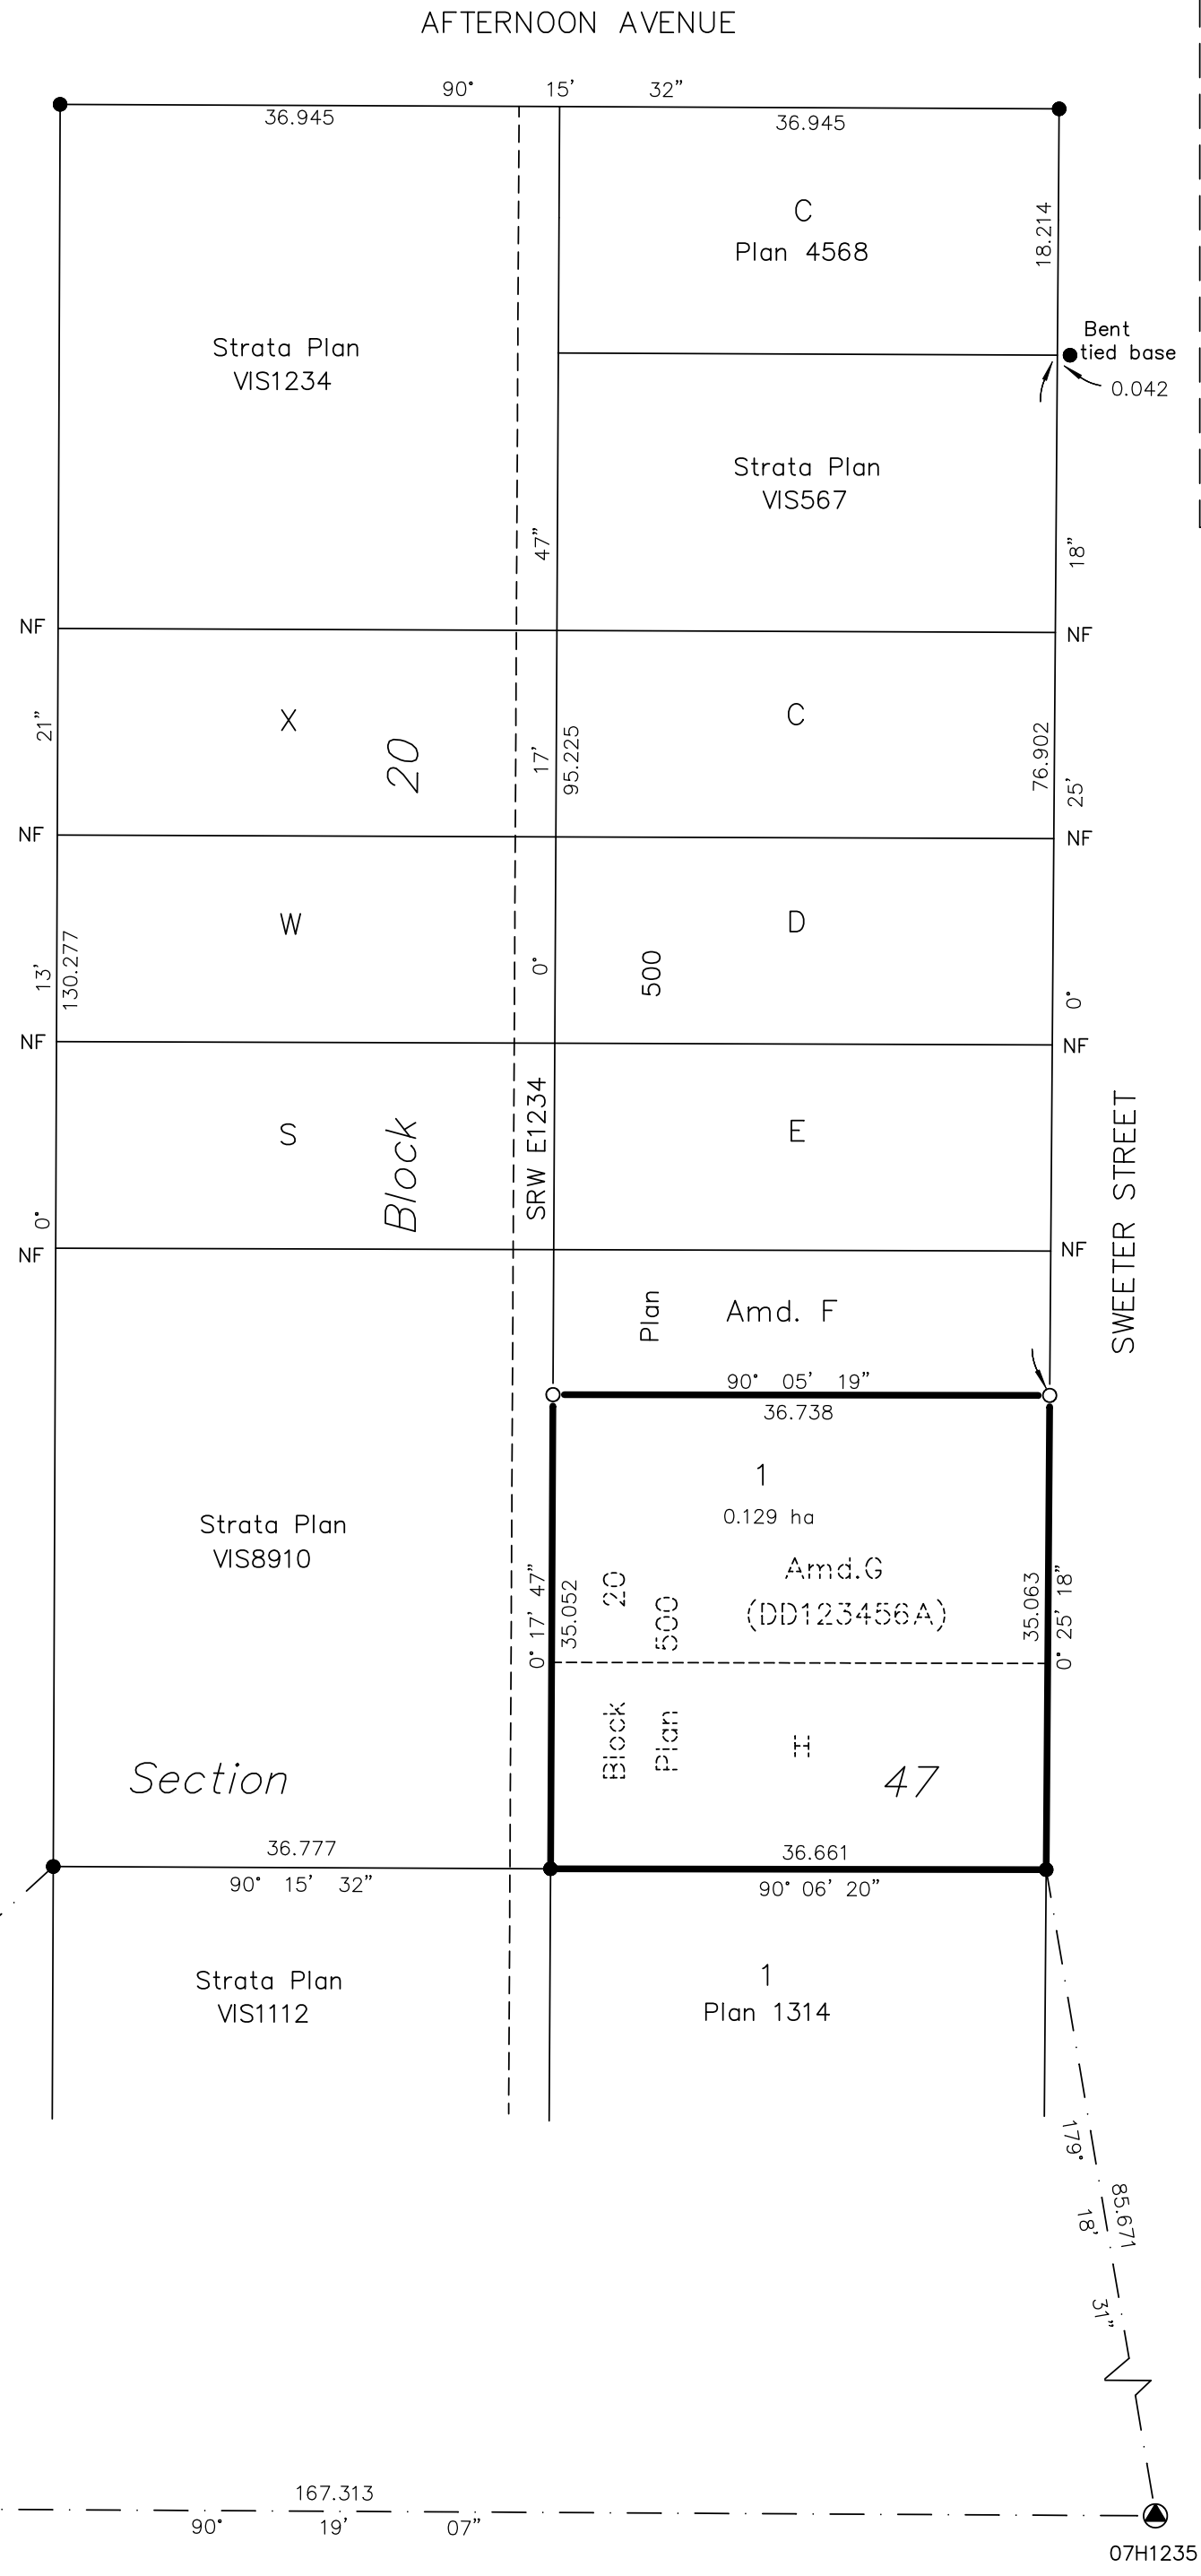 AFTERNOON AVENUE
90° 15' 32"
36.945
36.945
C
Plan 4568
18.214
Strata Plan
VIS1234
Bent
tied base
0.042
Strata Plan
VIS567
47"
18"
NF
NF
21"
X
20
17'
95.225
C
76.902
25'
NF
NF
W
D
13'
130.277
0°
500
0°
NF
NF
S
Block
SRW E1234
E
SWEETER STREET
0°
NF
NF
Plan
Amd. F
90° 05' 19"
36.738
1
0.129 ha
Strata Plan
VIS8910
0° 17' 47"
35.052
Block 20
Plan 500
Amd.G
(DD123456A)
35.063
0° 25' 18"
H
Section
47
36.777
90° 15' 32"
36.661
90° 06' 20"
Strata Plan
VIS1112
1
Plan 1314
179° 18' 31"
85.671
167.313
90° 19' 07"
07H1235